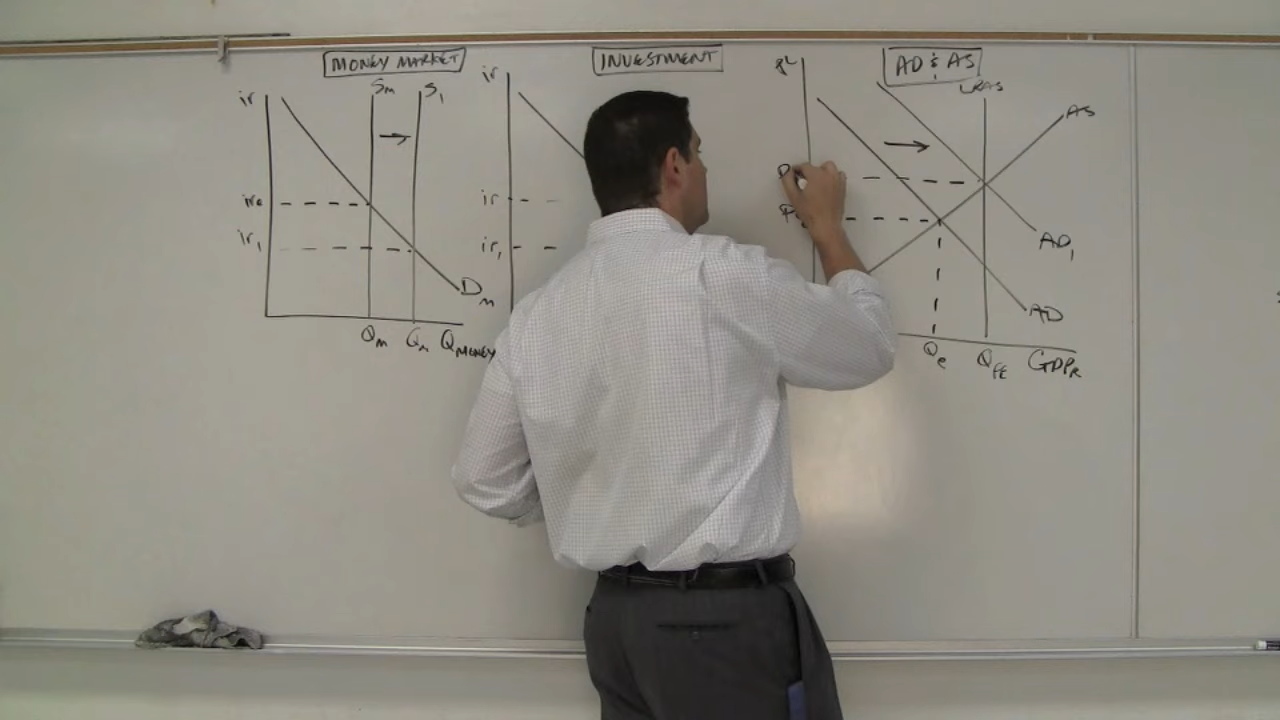 MONEY MARKET
ir
Sm
S1
ir0
ir1
Dm
Qm
Qm
QMONEY
INVESTMENT
ir
ir
ir1
AD & AS
PL
LRAS
AS
AD1
AD
Qe
QFE
GDPR